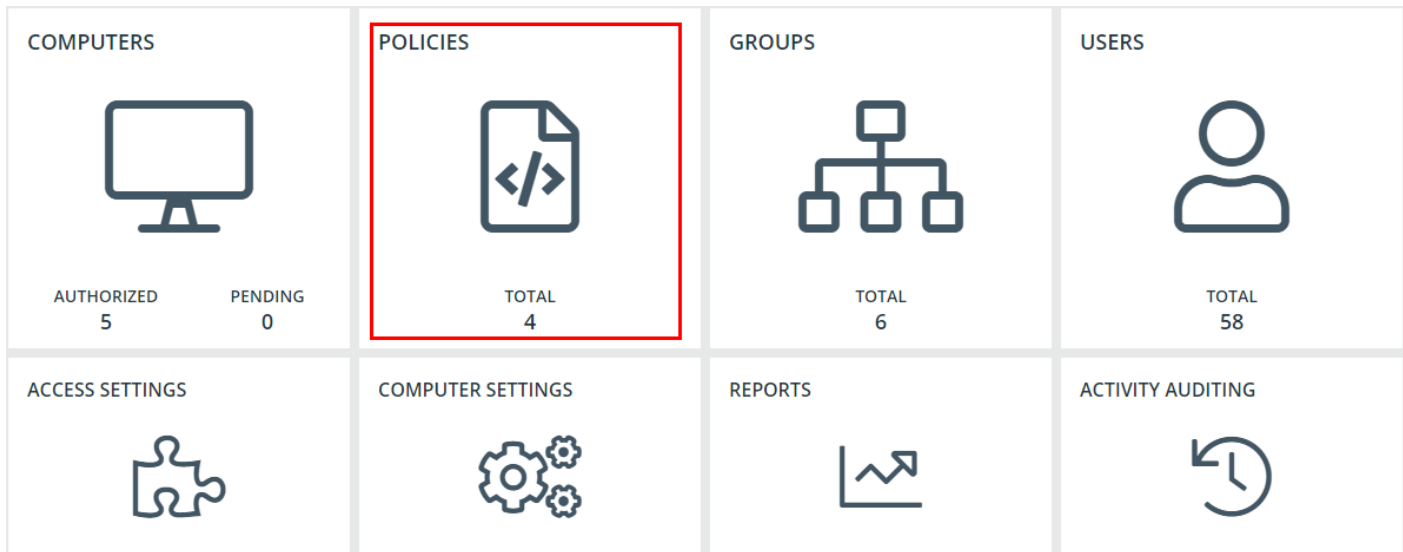 COMPUTERS
AUTHORIZED
5
PENDING
0
POLICIES
</>
TOTAL
4
GROUPS
TOTAL
6
USERS
TOTAL
58
ACCESS SETTINGS
COMPUTER SETTINGS
REPORTS
ACTIVITY AUDITING